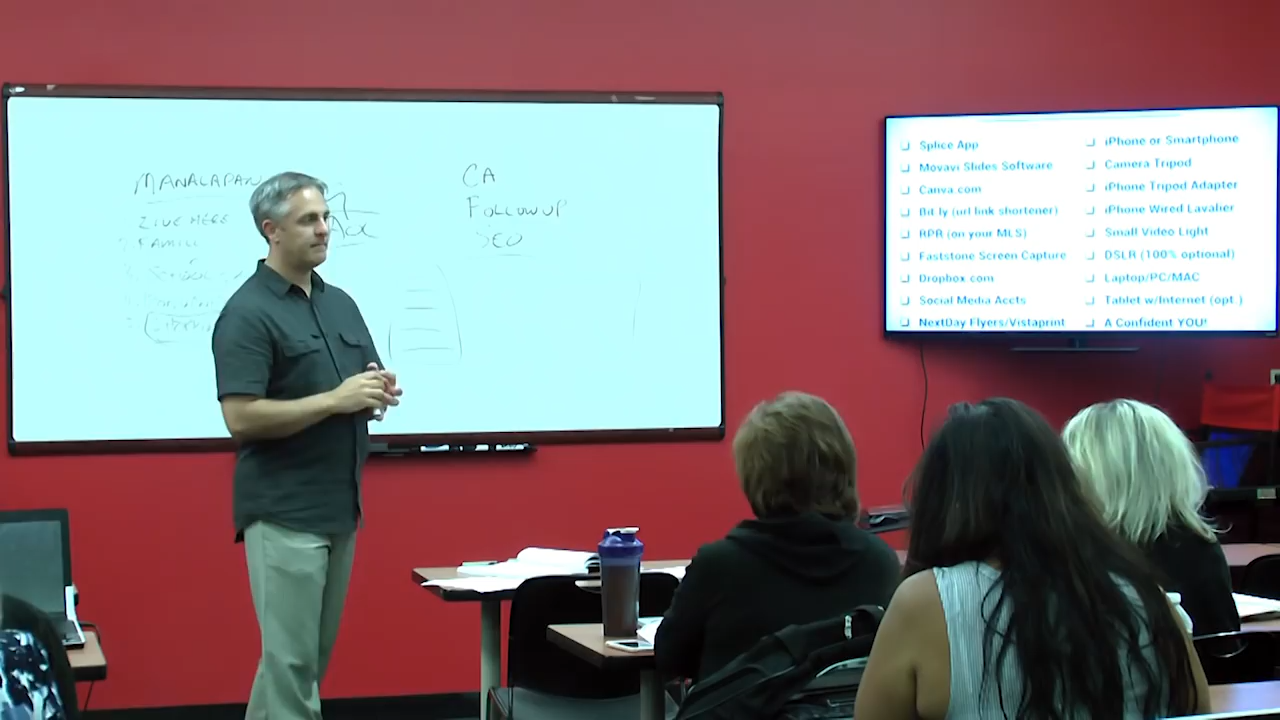 MANALAPAN
LIVE HERE
FAMILY
CA
FOLLOWUP
SEO
❑ Splice App
❑ Movavi Slides Software
❑ Canva.com
❑ Bit.ly (url link shortener)
❑ RPR (on your MLS)
❑ Faststone Screen Capture
❑ Dropbox.com
❑ Social Media Accts
❑ NextDay Flyers/Vistaprint
❑ iPhone or Smartphone
❑ Camera Tripod
❑ iPhone Tripod Adapter
❑ iPhone Wired Lavalier
❑ Small Video Light
❑ DSLR (100% optional)
❑ Laptop/PC/MAC
❑ Tablet w/Internet (opt.)
❑ A Confident YOU!